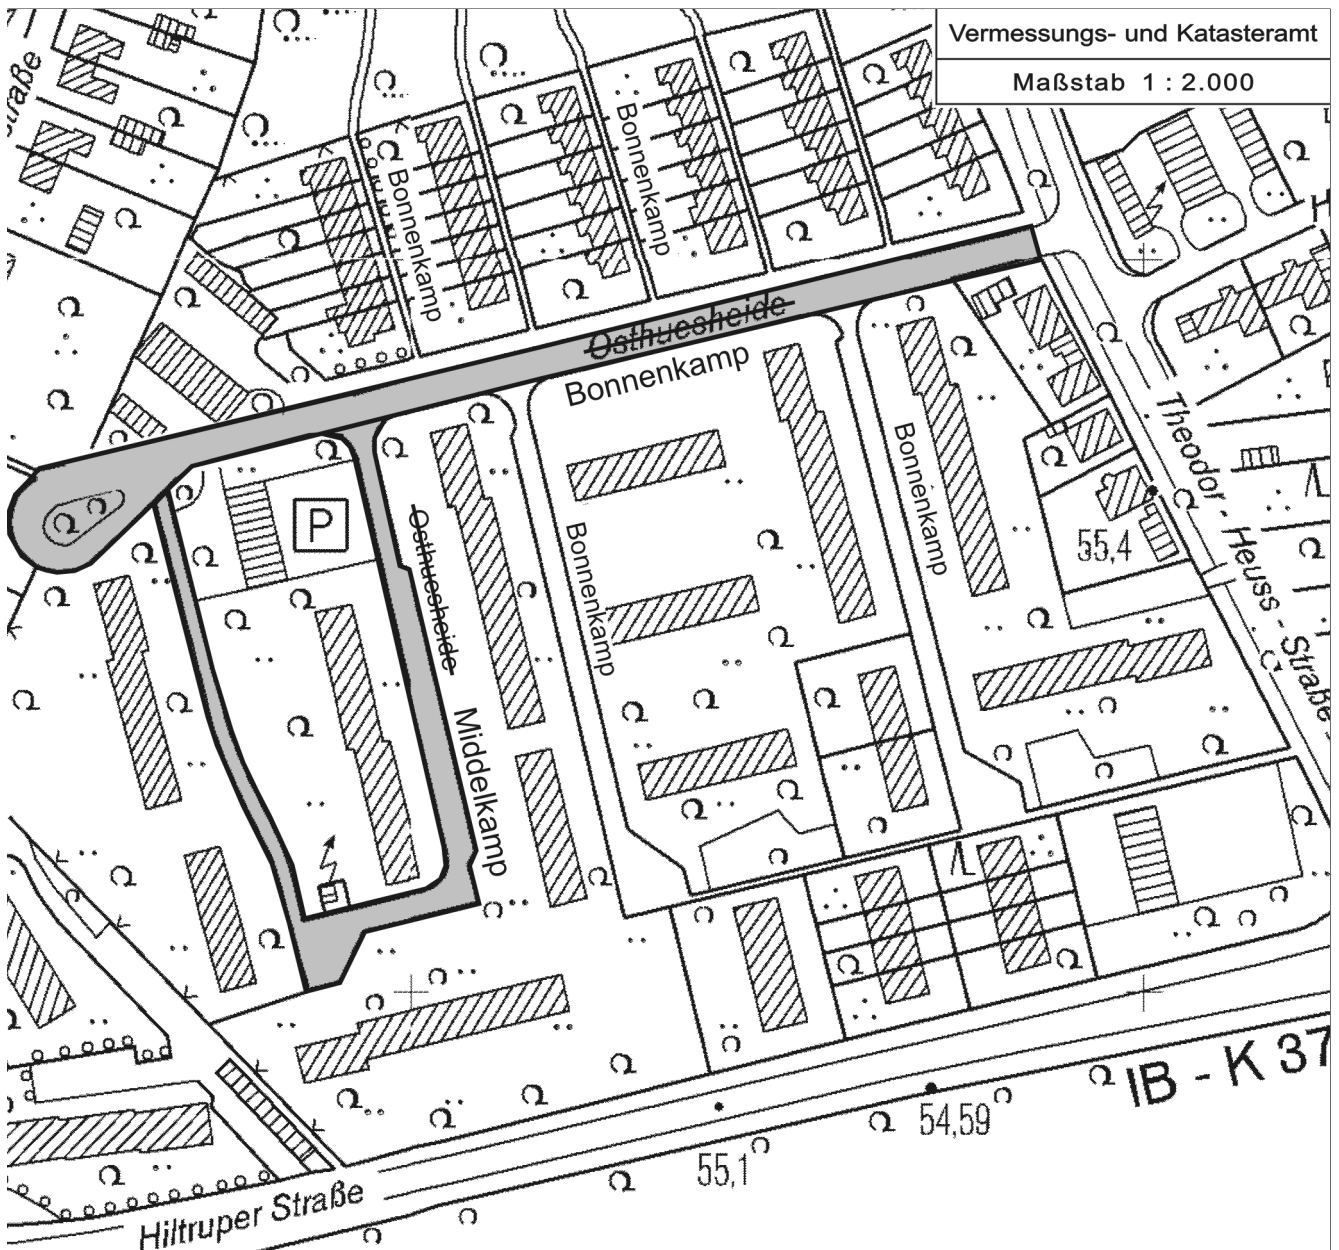 Vermessungs- und Katasteramt
Maßstab 1 : 2.000
straße
Bonnenkamp
Bonnenkamp
Osthuesheide
Bonnenkamp
Theodor - Heuss - Straße
Bonnenkamp
P
Osthuesheide
Bonnenkamp
55,4
Middelkamp
IB - K 37
54,59
55,1
Hiltruper Straße